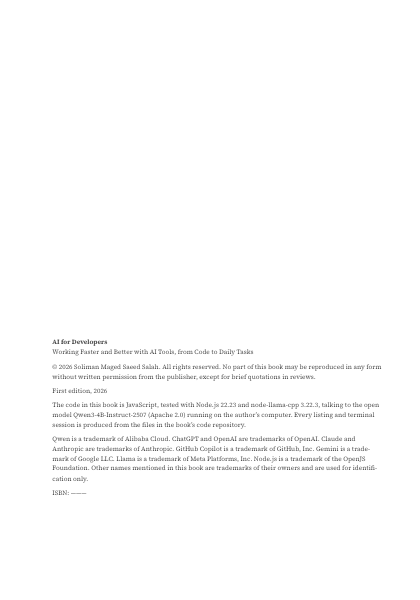 AI for Developers
Working Faster and Better with AI Tools, from Code to Daily Tasks
© 2026 Soliman Maged Saeed Salah. All rights reserved. No part of this book may be reproduced in any form
without written permission from the publisher, except for brief quotations in reviews.
First edition, 2026
The code in this book is JavaScript, tested with Node.js 22.23 and node-llama-cpp 3.22.3, talking to the open
model Qwen3-4B-Instruct-2507 (Apache 2.0) running on the author's computer. Every listing and terminal
session is produced from the files in the book's code repository.
Qwen is a trademark of Alibaba Cloud. ChatGPT and OpenAI are trademarks of OpenAI. Claude and
Anthropic are trademarks of Anthropic. GitHub Copilot is a trademark of GitHub, Inc. Gemini is a trade-
mark of Google LLC. Llama is a trademark of Meta Platforms, Inc. Node.js is a trademark of the OpenJS
Foundation. Other names mentioned in this book are trademarks of their owners and are used for identifi-
cation only.
ISBN: ———